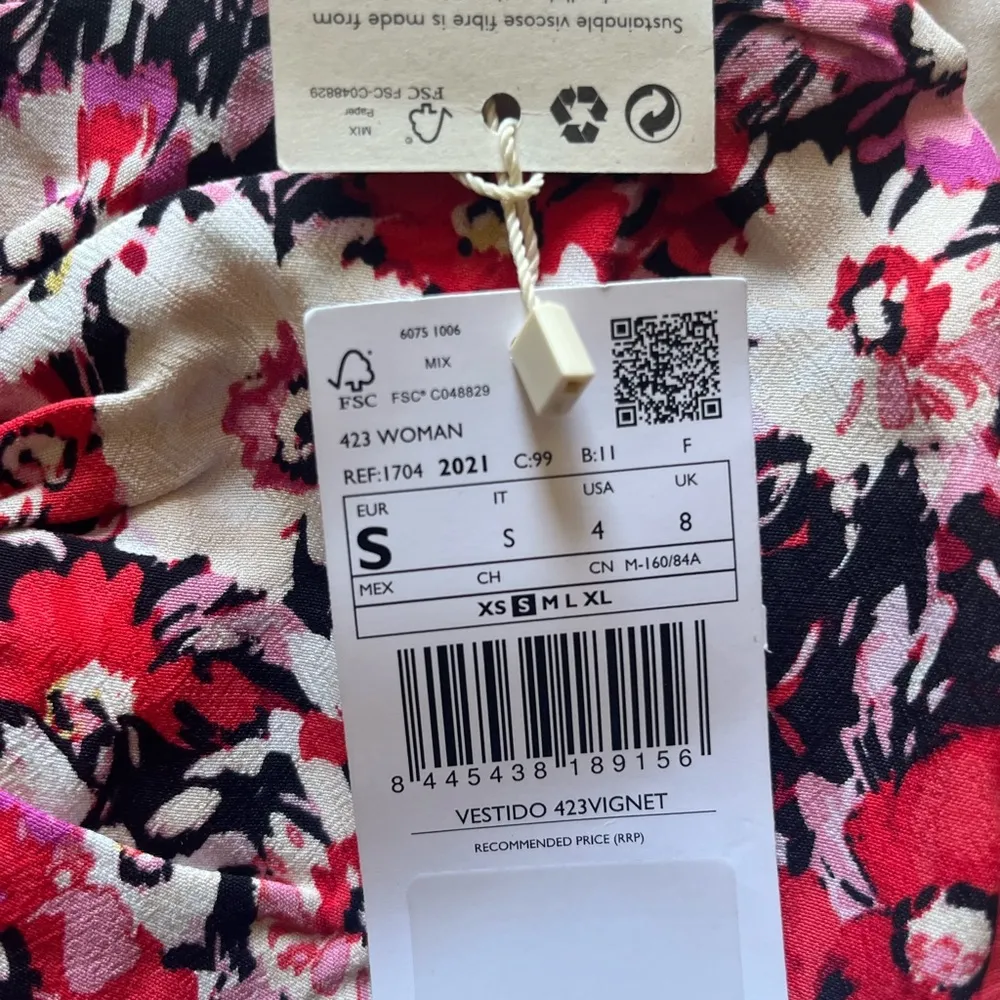 Sustainable viscose fibre is made from
MIX
Paper
FSC FSC-C048829
6075 1006
MIX
FSC
FSC® C048829
423 WOMAN
REF:1704 2021 C:99 B:11 F
EUR IT USA UK
S S 4 8
MEX CH CN M-160/84A
XS S M L XL
8 445438 189156
VESTIDO 423VIGNET
RECOMMENDED PRICE (RRP)